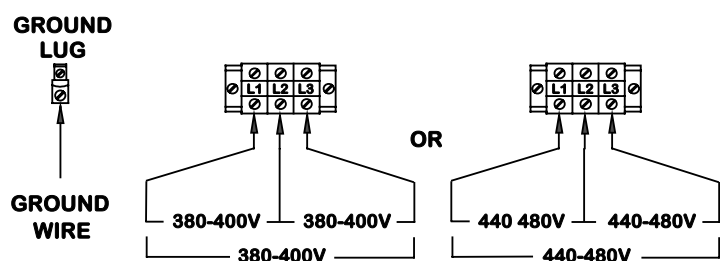 GROUND
LUG
L1 L2 L3
L1 L2 L3
OR
GROUND
WIRE
380-400V 380-400V
380-400V
440 480V 440-480V
440-480V